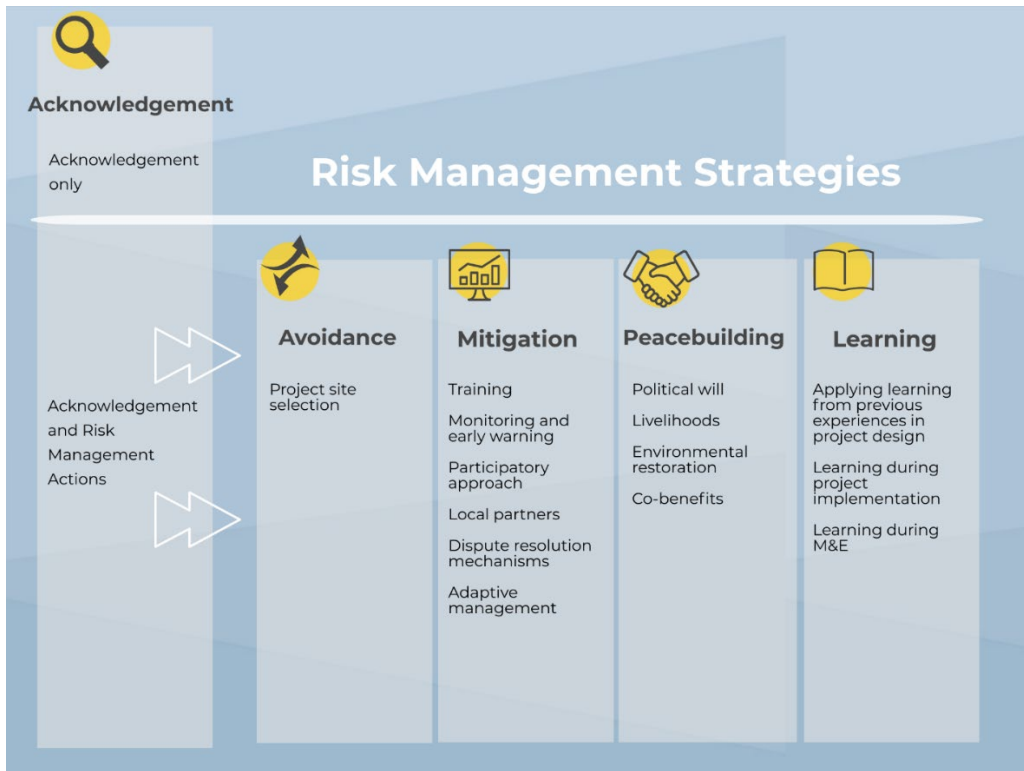 Acknowledgement
Acknowledgement
only
Risk Management Strategies
Acknowledgement
and Risk
Management
Actions
Avoidance
Project site
selection
Mitigation
Training
Monitoring and
early warning
Participatory
approach
Local partners
Dispute resolution
mechanisms
Adaptive
management
Peacebuilding
Political will
Livelihoods
Environmental
restoration
Co-benefits
Learning
Applying learning
from previous
experiences in
project design
Learning during
project
implementation
Learning during
M&E